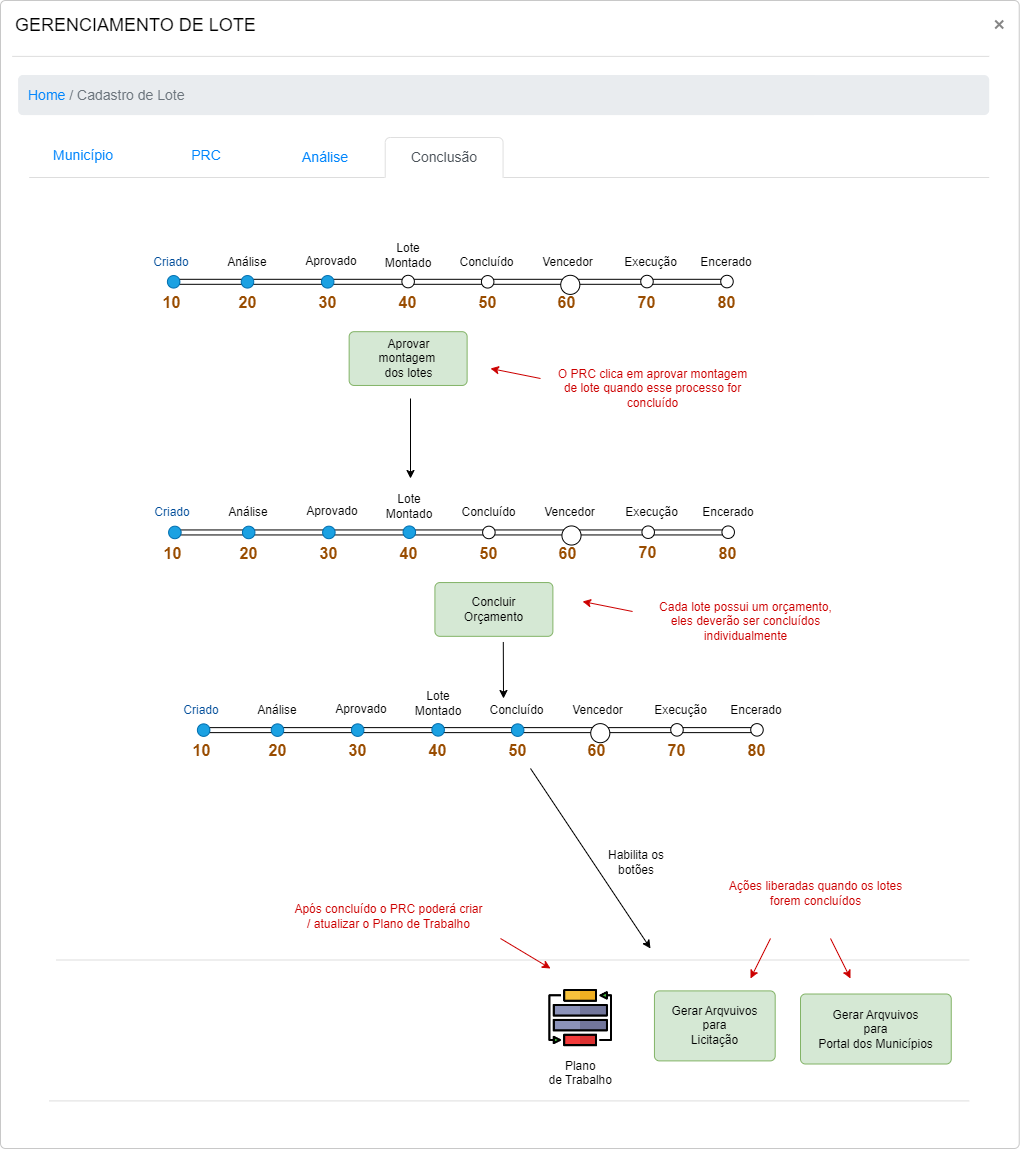 GERENCIAMENTO DE LOTE
×
Home / Cadastro de Lote
Município
PRC
Análise
Conclusão
Criado
Análise
Aprovado
Lote
Montado
Concluído
Vencedor
Execução
Encerado
10
20
30
40
50
60
70
80
Aprovar
montagem
dos lotes
O PRC clica em aprovar montagem
de lote quando esse processo for
concluído
Criado
Análise
Aprovado
Lote
Montado
Concluído
Vencedor
Execução
Encerado
10
20
30
40
50
60
70
80
Concluir
Orçamento
Cada lote possui um orçamento,
eles deverão ser concluídos
individualmente
Criado
Análise
Aprovado
Lote
Montado
Concluído
Vencedor
Execução
Encerado
10
20
30
40
50
60
70
80
Habilita os
botões
Após concluído o PRC poderá criar
/ atualizar o Plano de Trabalho
Ações liberadas quando os lotes
forem concluídos
Plano
de Trabalho
Gerar Arqvuivos
para
Licitação
Gerar Arqvuivos
para
Portal dos Municípios